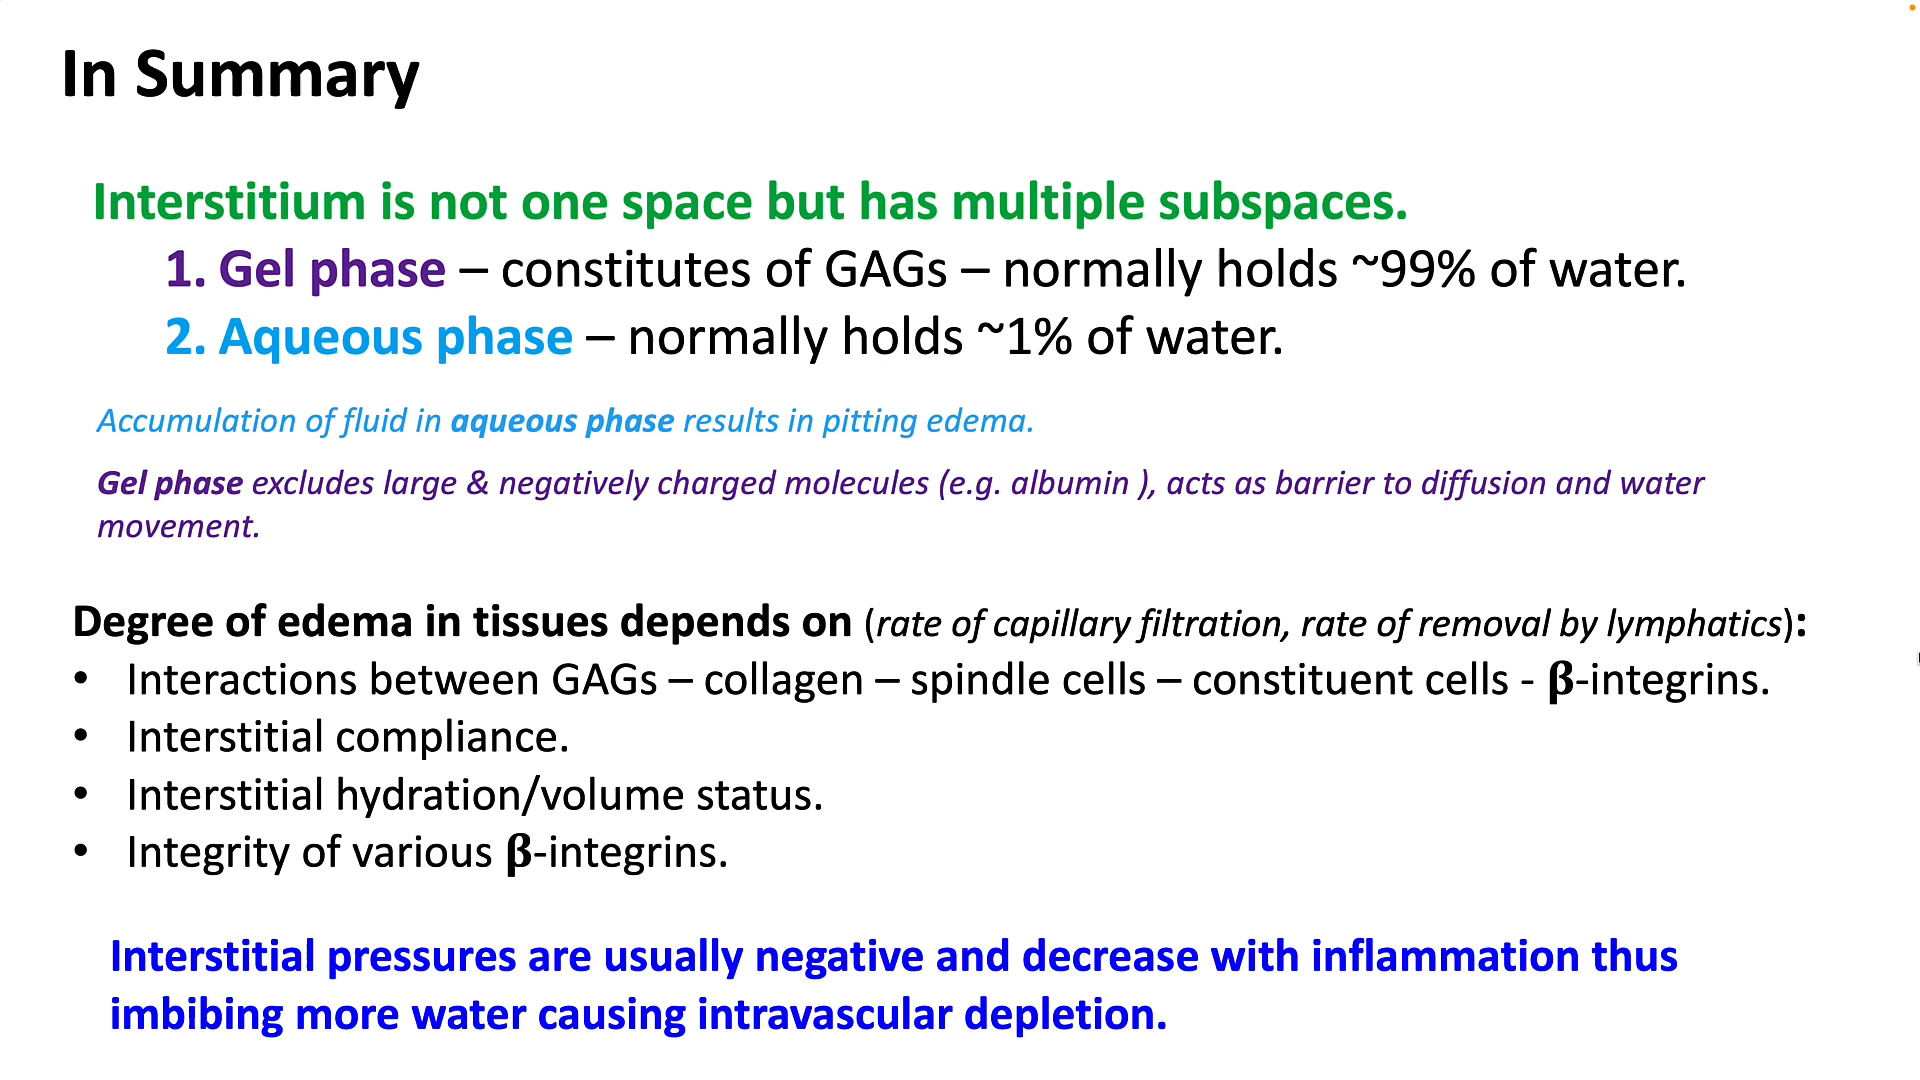 In Summary
Interstitium is not one space but has multiple subspaces.
1. Gel phase – constitutes of GAGs – normally holds ~99% of water.
2. Aqueous phase – normally holds ~1% of water.
Accumulation of fluid in aqueous phase results in pitting edema.
Gel phase excludes large & negatively charged molecules (e.g. albumin ), acts as barrier to diffusion and water
movement.
Degree of edema in tissues depends on (rate of capillary filtration, rate of removal by lymphatics):
• Interactions between GAGs – collagen – spindle cells – constituent cells - β-integrins.
• Interstitial compliance.
• Interstitial hydration/volume status.
• Integrity of various β-integrins.
Interstitial pressures are usually negative and decrease with inflammation thus
imbibing more water causing intravascular depletion.